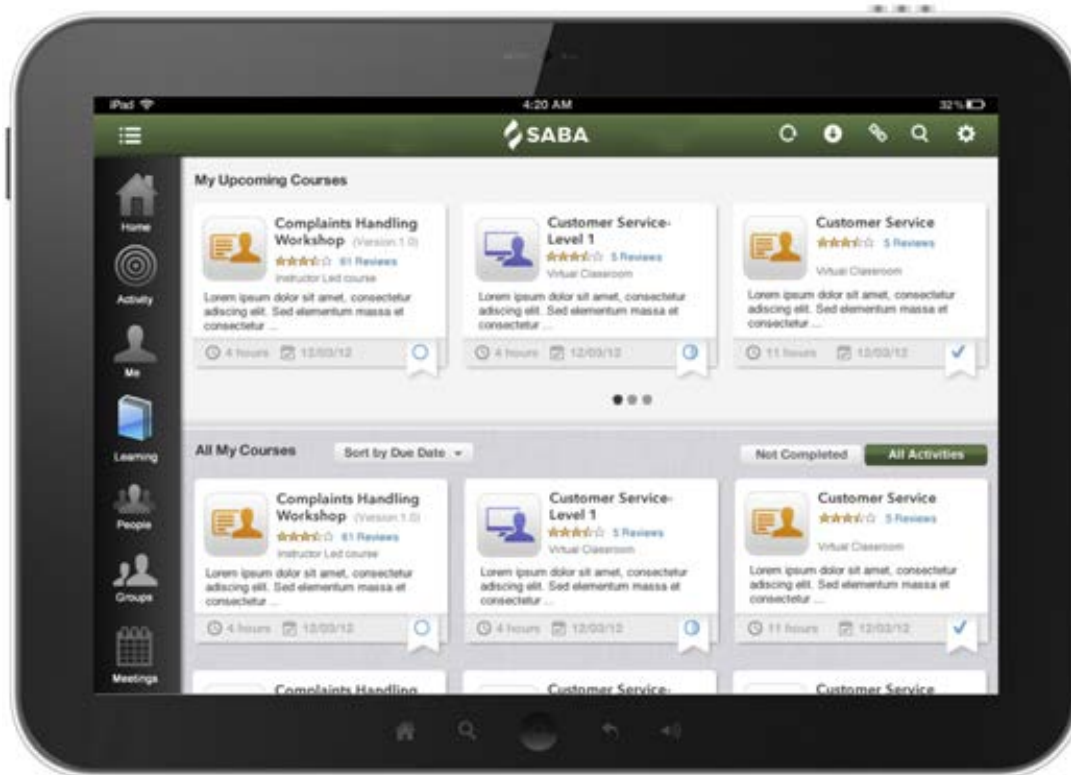 iPad 4:20 AM 32%
SABA
Home
Activity
Me
Learning
People
Groups
Meetings
My Upcoming Courses
Complaints Handling
Workshop (Version 1.0)
61 Reviews
Instructor Led course
Lorem ipsum dolor sit amet, consectetur
adiscing elit. Sed elementum massa et
consectetur ...
4 hours 12/03/12
Customer Service-
Level 1
5 Reviews
Virtual Classroom
Lorem ipsum dolor sit amet, consectetur
adiscing elit. Sed elementum massa et
consectetur ...
4 hours 12/03/12
Customer Service
5 Reviews
Virtual Classroom
Lorem ipsum dolor sit amet, consectetur
adiscing elit. Sed elementum massa et
consectetur ...
11 hours 12/03/12
All My Courses Sort by Due Date Not Completed All Activities
Complaints Handling
Workshop (Version 1.0)
61 Reviews
Instructor Led course
Lorem ipsum dolor sit amet, consectetur
adiscing elit. Sed elementum massa et
consectetur ...
4 hours 12/03/12
Customer Service-
Level 1
5 Reviews
Virtual Classroom
Lorem ipsum dolor sit amet, consectetur
adiscing elit. Sed elementum massa et
consectetur ...
4 hours 12/03/12
Customer Service
5 Reviews
Virtual Classroom
Lorem ipsum dolor sit amet, consectetur
adiscing elit. Sed elementum massa et
consectetur ...
11 hours 12/03/12
Complaints Handling
Customer Service-
Customer Service